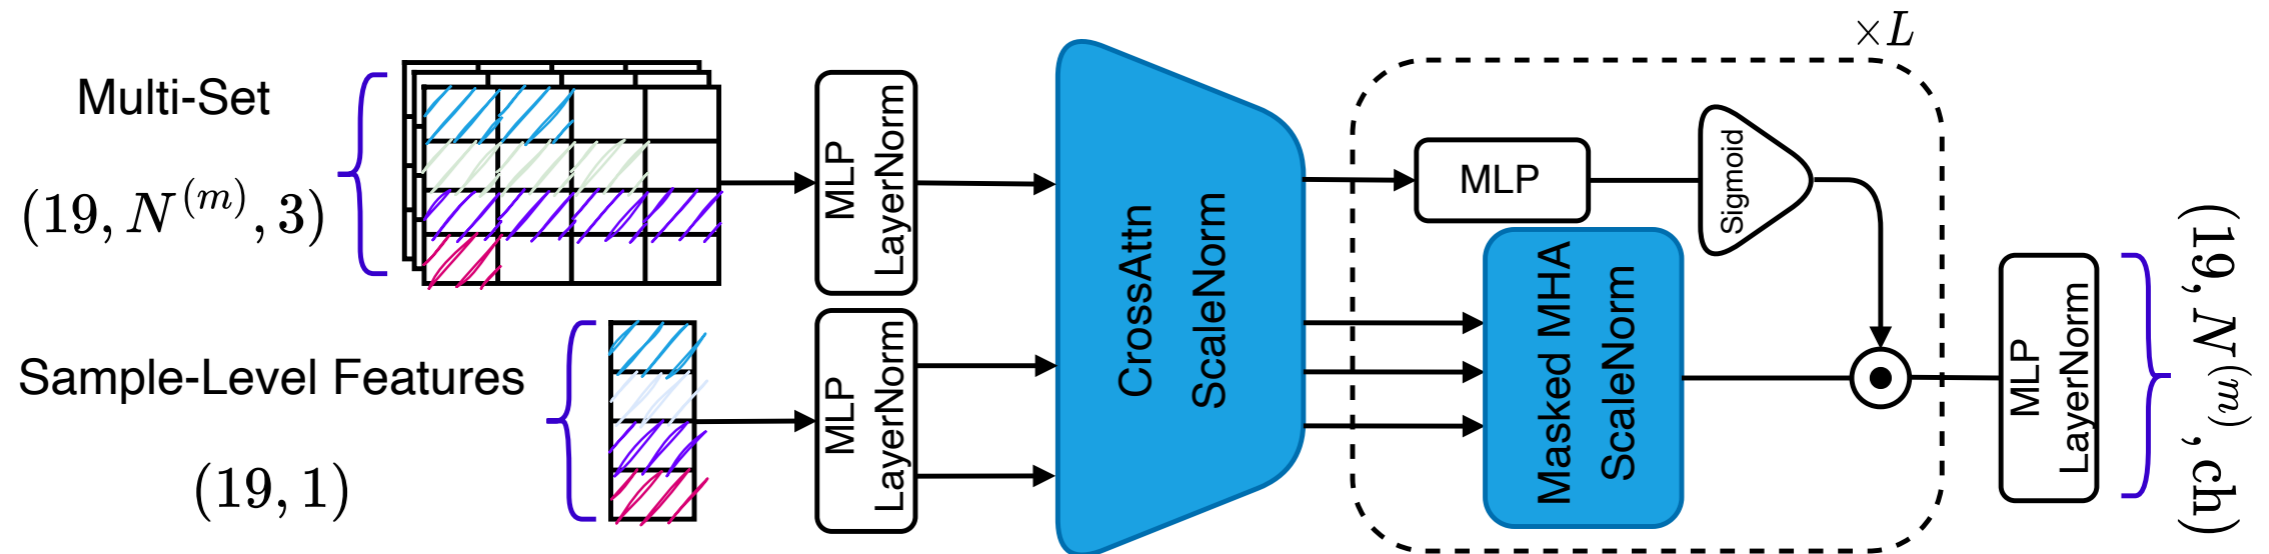 Multi-Set
(19, N^(m), 3)
Sample-Level Features
(19, 1)
MLP
LayerNorm
MLP
LayerNorm
CrossAttn
ScaleNorm
×L
MLP
Sigmoid
Masked MHA
ScaleNorm
MLP
LayerNorm
(19, N^(m), ch)